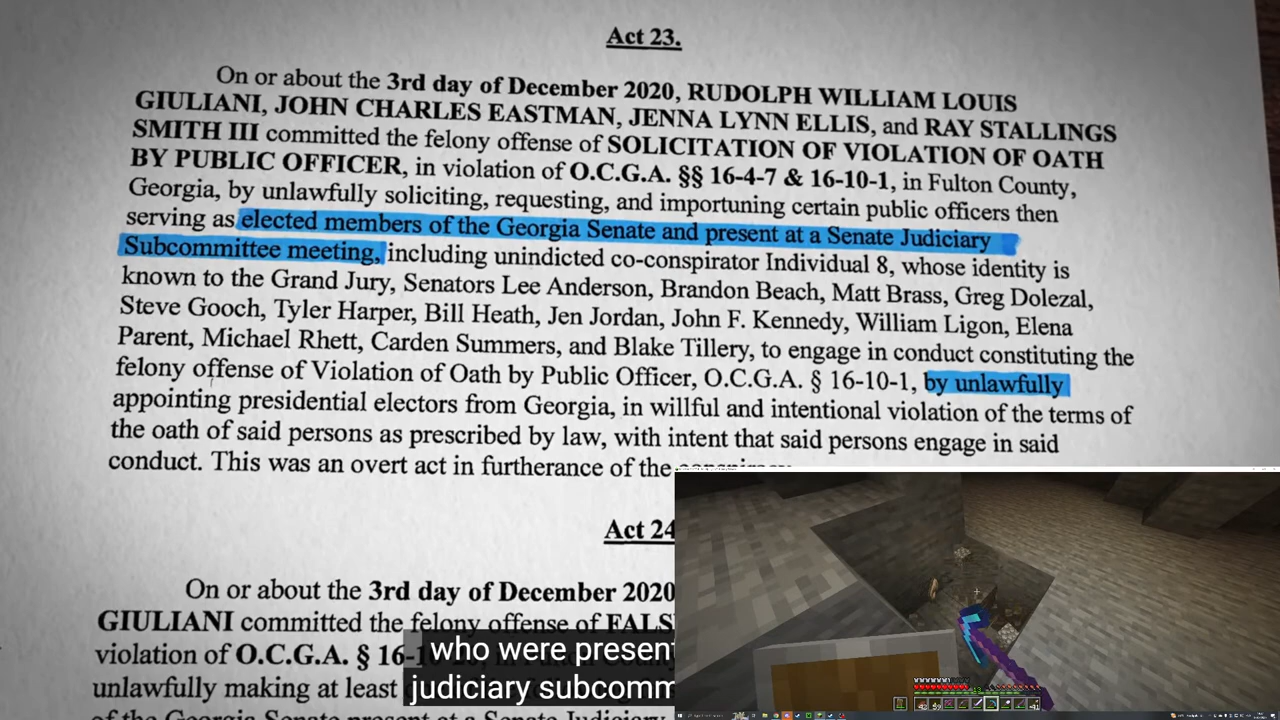 Act 23.
On or about the 3rd day of December 2020, RUDOLPH WILLIAM LOUIS
GIULIANI, JOHN CHARLES EASTMAN, JENNA LYNN ELLIS, and RAY STALLINGS
SMITH III committed the felony offense of SOLICITATION OF VIOLATION OF OATH
BY PUBLIC OFFICER, in violation of O.C.G.A. §§ 16-4-7 & 16-10-1, in Fulton County,
Georgia, by unlawfully soliciting, requesting, and importuning certain public officers then
serving as elected members of the Georgia Senate and present at a Senate Judiciary
Subcommittee meeting, including unindicted co-conspirator Individual 8, whose identity is
known to the Grand Jury, Senators Lee Anderson, Brandon Beach, Matt Brass, Greg Dolezal,
Steve Gooch, Tyler Harper, Bill Heath, Jen Jordan, John F. Kennedy, William Ligon, Elena
Parent, Michael Rhett, Carden Summers, and Blake Tillery, to engage in conduct constituting the
felony offense of Violation of Oath by Public Officer, O.C.G.A. § 16-10-1, by unlawfully
appointing presidential electors from Georgia, in willful and intentional violation of the terms of
the oath of said persons as prescribed by law, with intent that said persons engage in said
conduct. This was an overt act in furtherance of the
Act 24
On or about the 3rd day of December 2020
GIULIANI committed the felony offense of FALS
violation of O.C.G.A. § 16-1
unlawfully making at least
of the Georgia Senate present at a Senate Judiciary
who were present
judiciary subcomm